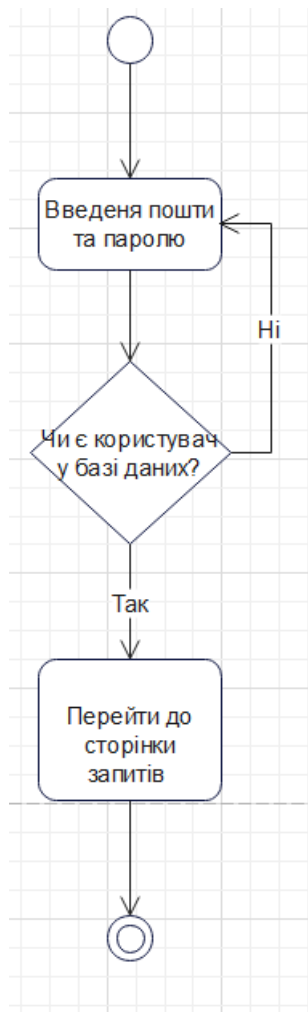 Введеня пошти
та паролю
Ні
Чи є користувач
у базі даних?
Так
Перейти до
сторінки
запитів